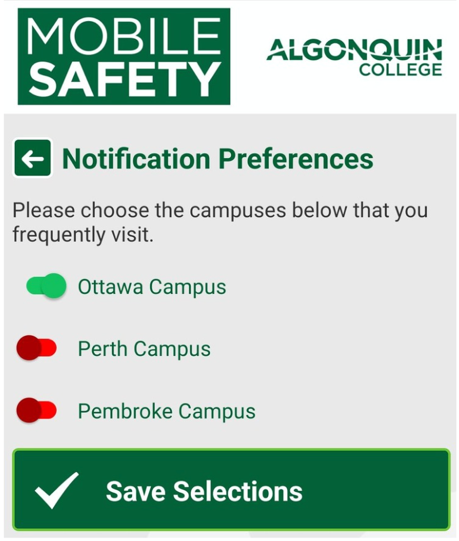 MOBILE
SAFETY
ALGONQUIN
COLLEGE
Notification Preferences
Please choose the campuses below that you
frequently visit.
Ottawa Campus
Perth Campus
Pembroke Campus
Save Selections